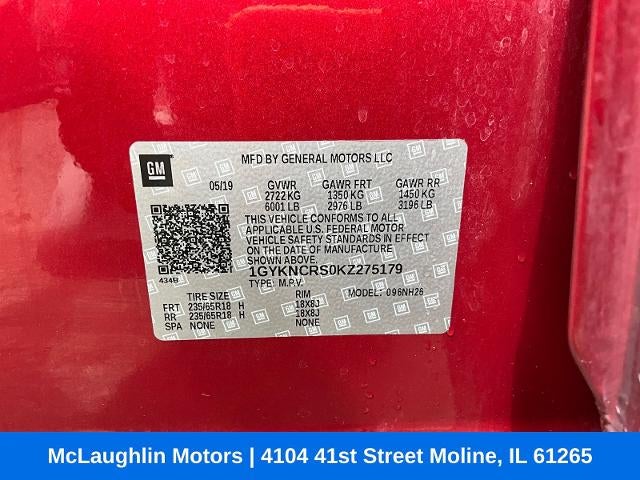 GM
MFD BY GENERAL MOTORS LLC
05/19 GVWR GAWR FRT GAWR RR
2722 KG 1350 KG 1450 KG
6001 LB 2976 LB 3196 LB
THIS VEHICLE CONFORMS TO ALL
APPLICABLE U.S. FEDERAL MOTOR
VEHICLE SAFETY STANDARDS IN EFFECT
ON THE DATE OF MANUFACTURE
SHOWN ABOVE.
434B
1GYKNCRS0KZ275179
TYPE: M.P.V. MODEL: 096NH26
TIRE SIZE RIM
FRT 235/65R18 H 18X8J
RR 235/65R18 H 18X8J
SPA NONE NONE
McLaughlin Motors | 4104 41st Street Moline, IL 61265